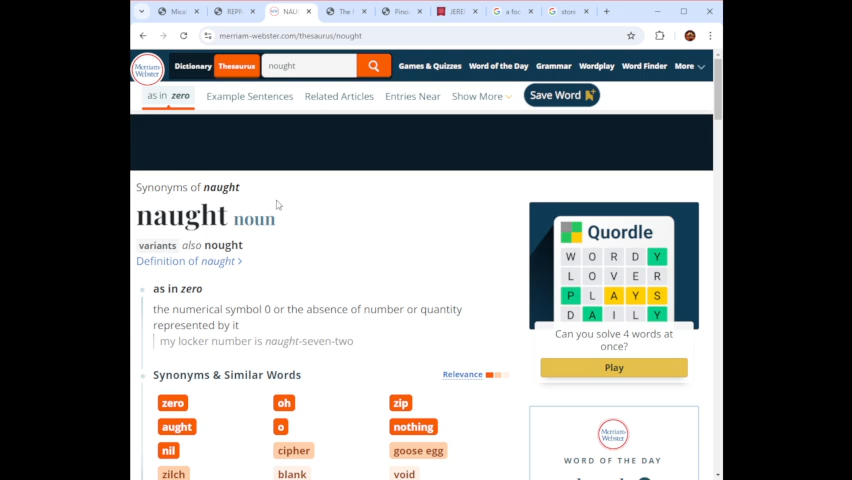 Mical
REPR
NAU
The I
Pinoc
JERE
a foc
stone
merriam-webster.com/thesaurus/nought
Merriam-Webster
Dictionary Thesaurus nought
Games & Quizzes Word of the Day Grammar Wordplay Word Finder More
as in zero Example Sentences Related Articles Entries Near Show More Save Word
Synonyms of naught
naught noun
variants also nought
Definition of naught >
as in zero
the numerical symbol 0 or the absence of number or quantity
represented by it
my locker number is naught-seven-two
Synonyms & Similar Words
Relevance
zero oh zip
aught o nothing
nil cipher goose egg
zilch blank void
Quordle
W O R D Y
L O V E R
P L A Y S
D A I L Y
Can you solve 4 words at
once?
Play
Merriam-Webster
WORD OF THE DAY